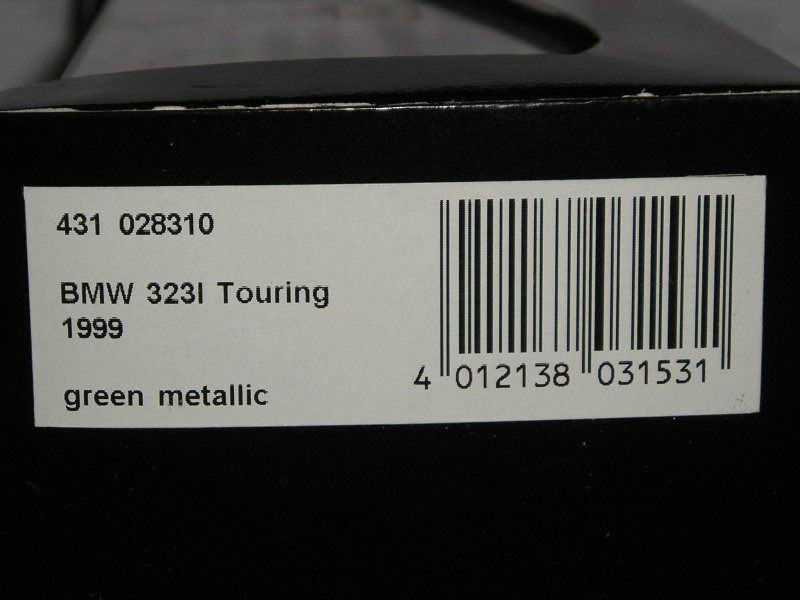 431 028310
BMW 323I Touring
1999
green metallic
4 012138 031531